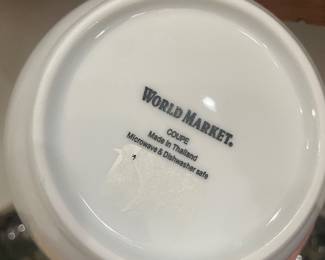 WORLD MARKET®
COUPE
Made in Thailand
Microwave & Dishwasher safe